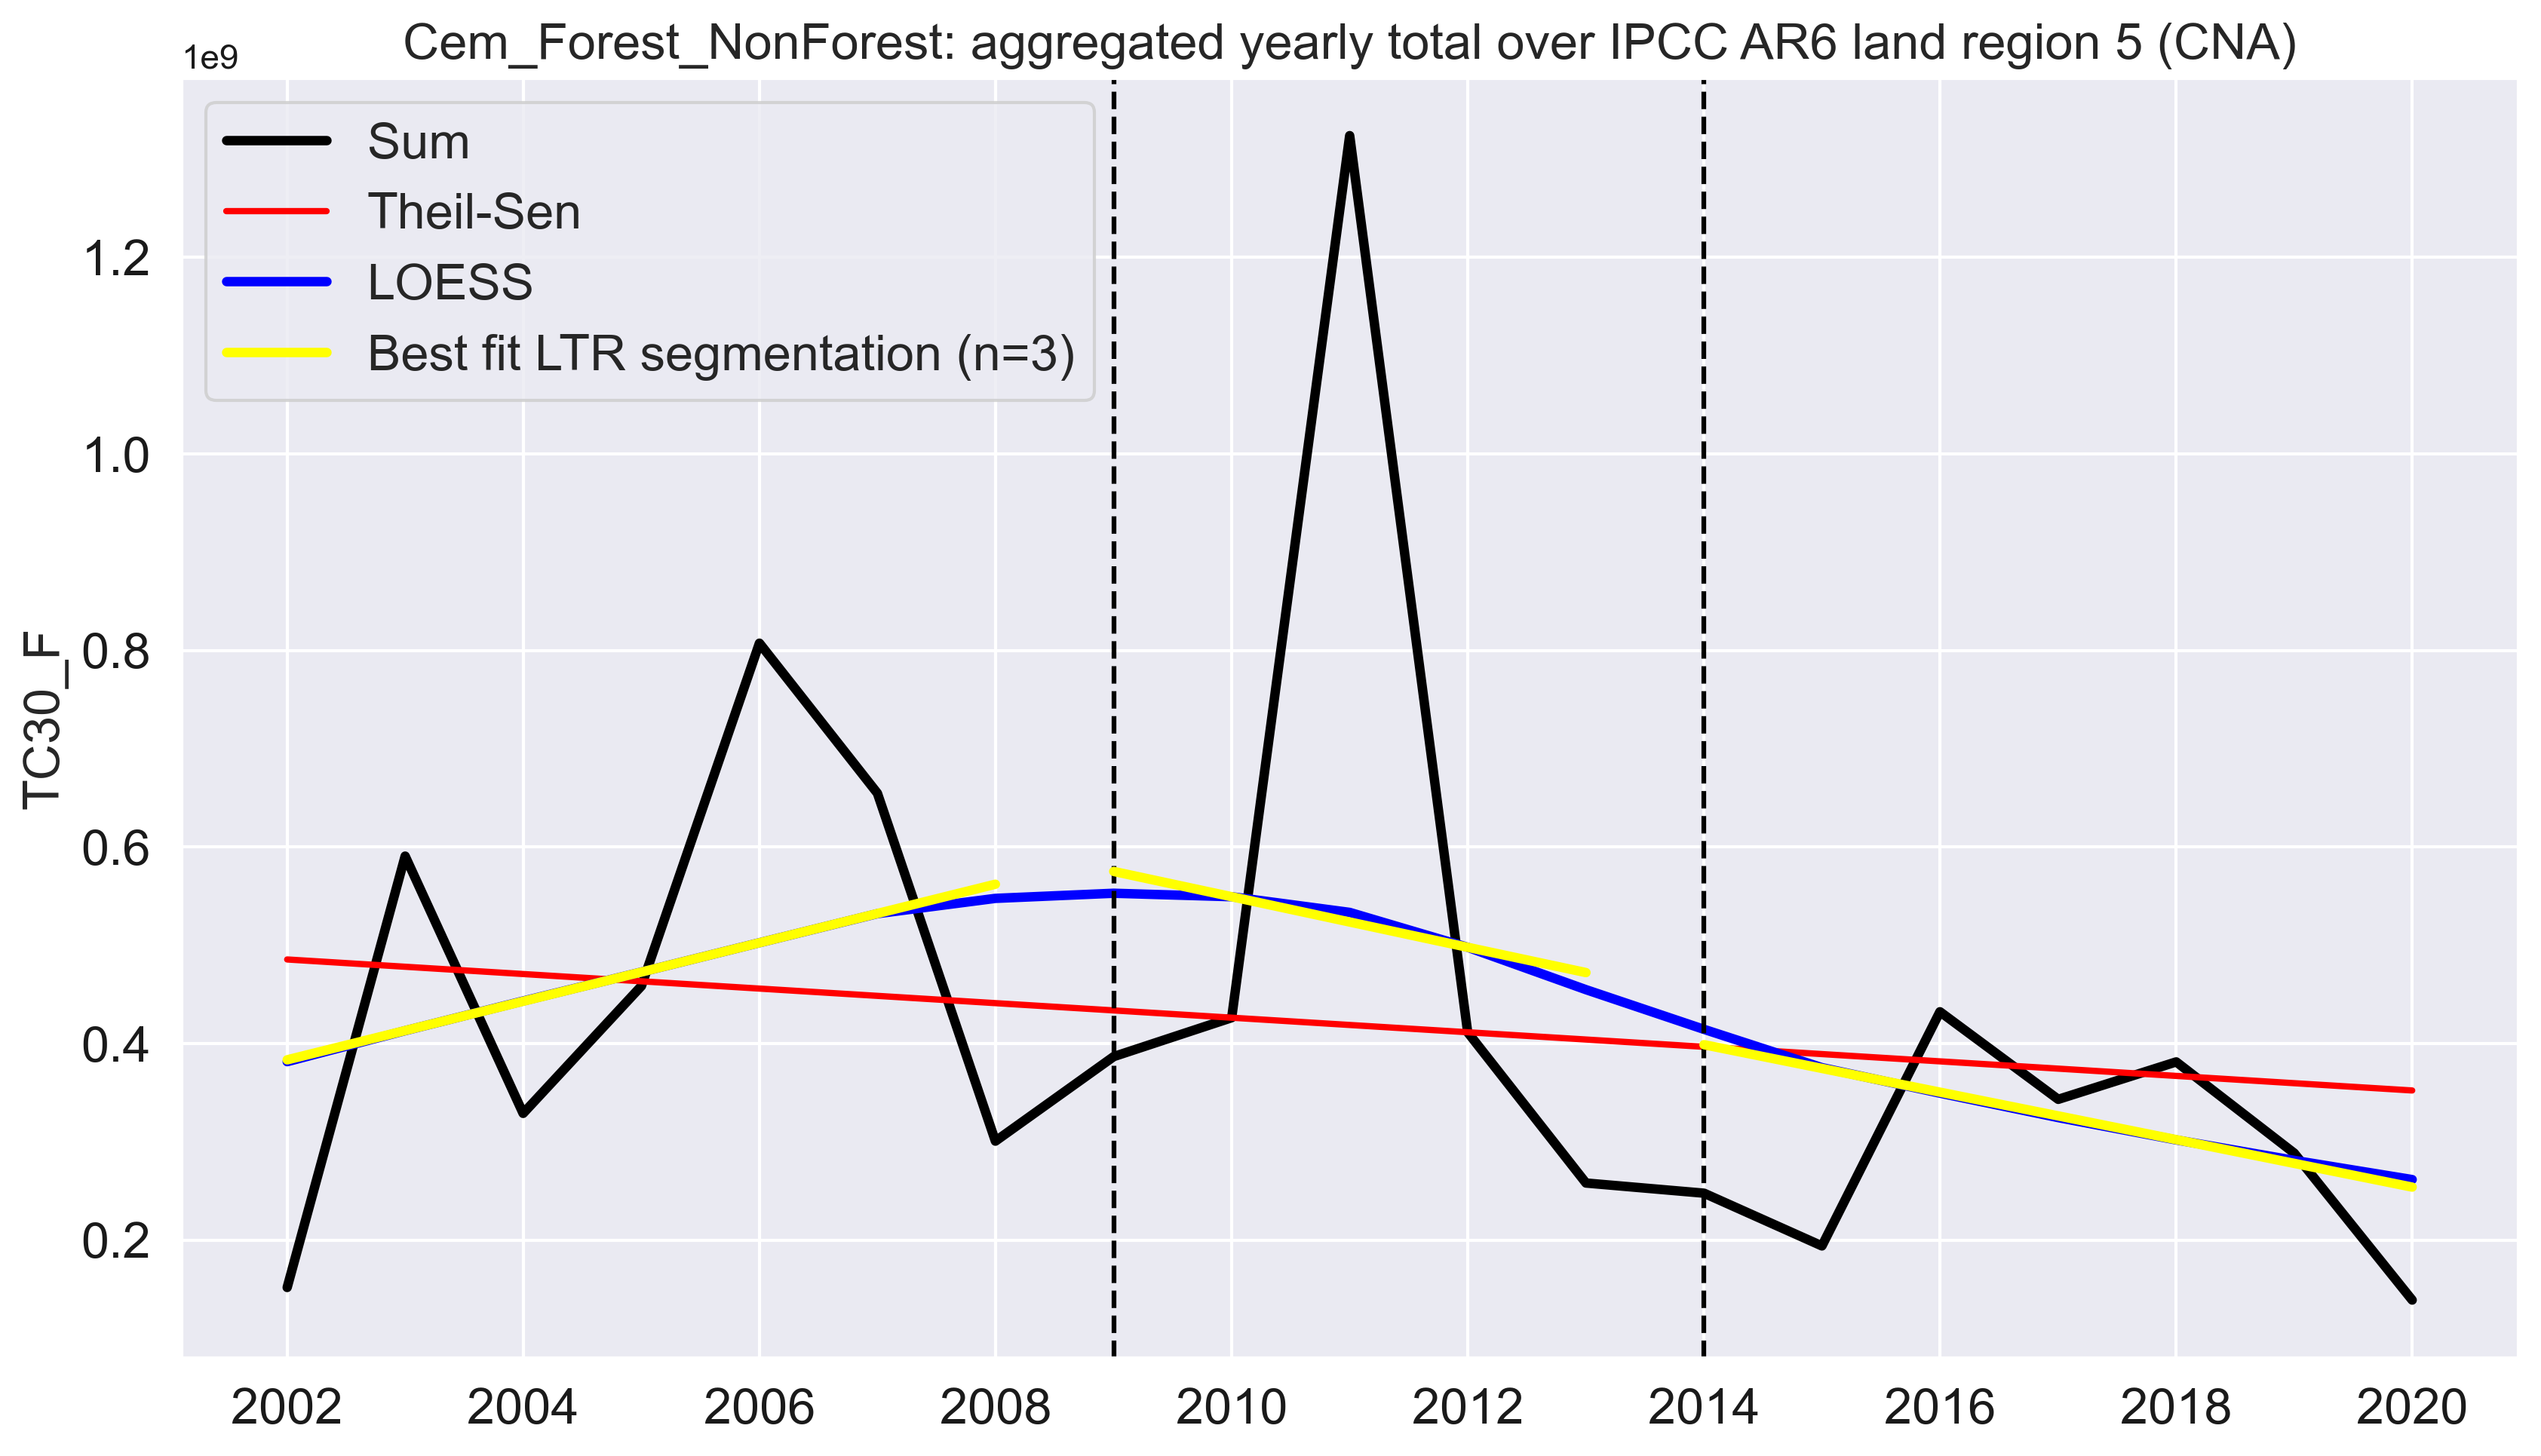 Cem_Forest_NonForest: aggregated yearly total over IPCC AR6 land region 5 (CNA)
1e9
Sum
Theil-Sen
LOESS
Best fit LTR segmentation (n=3)
TC30_F
1.2
1.0
0.8
0.6
0.4
0.2
2002 2004 2006 2008 2010 2012 2014 2016 2018 2020